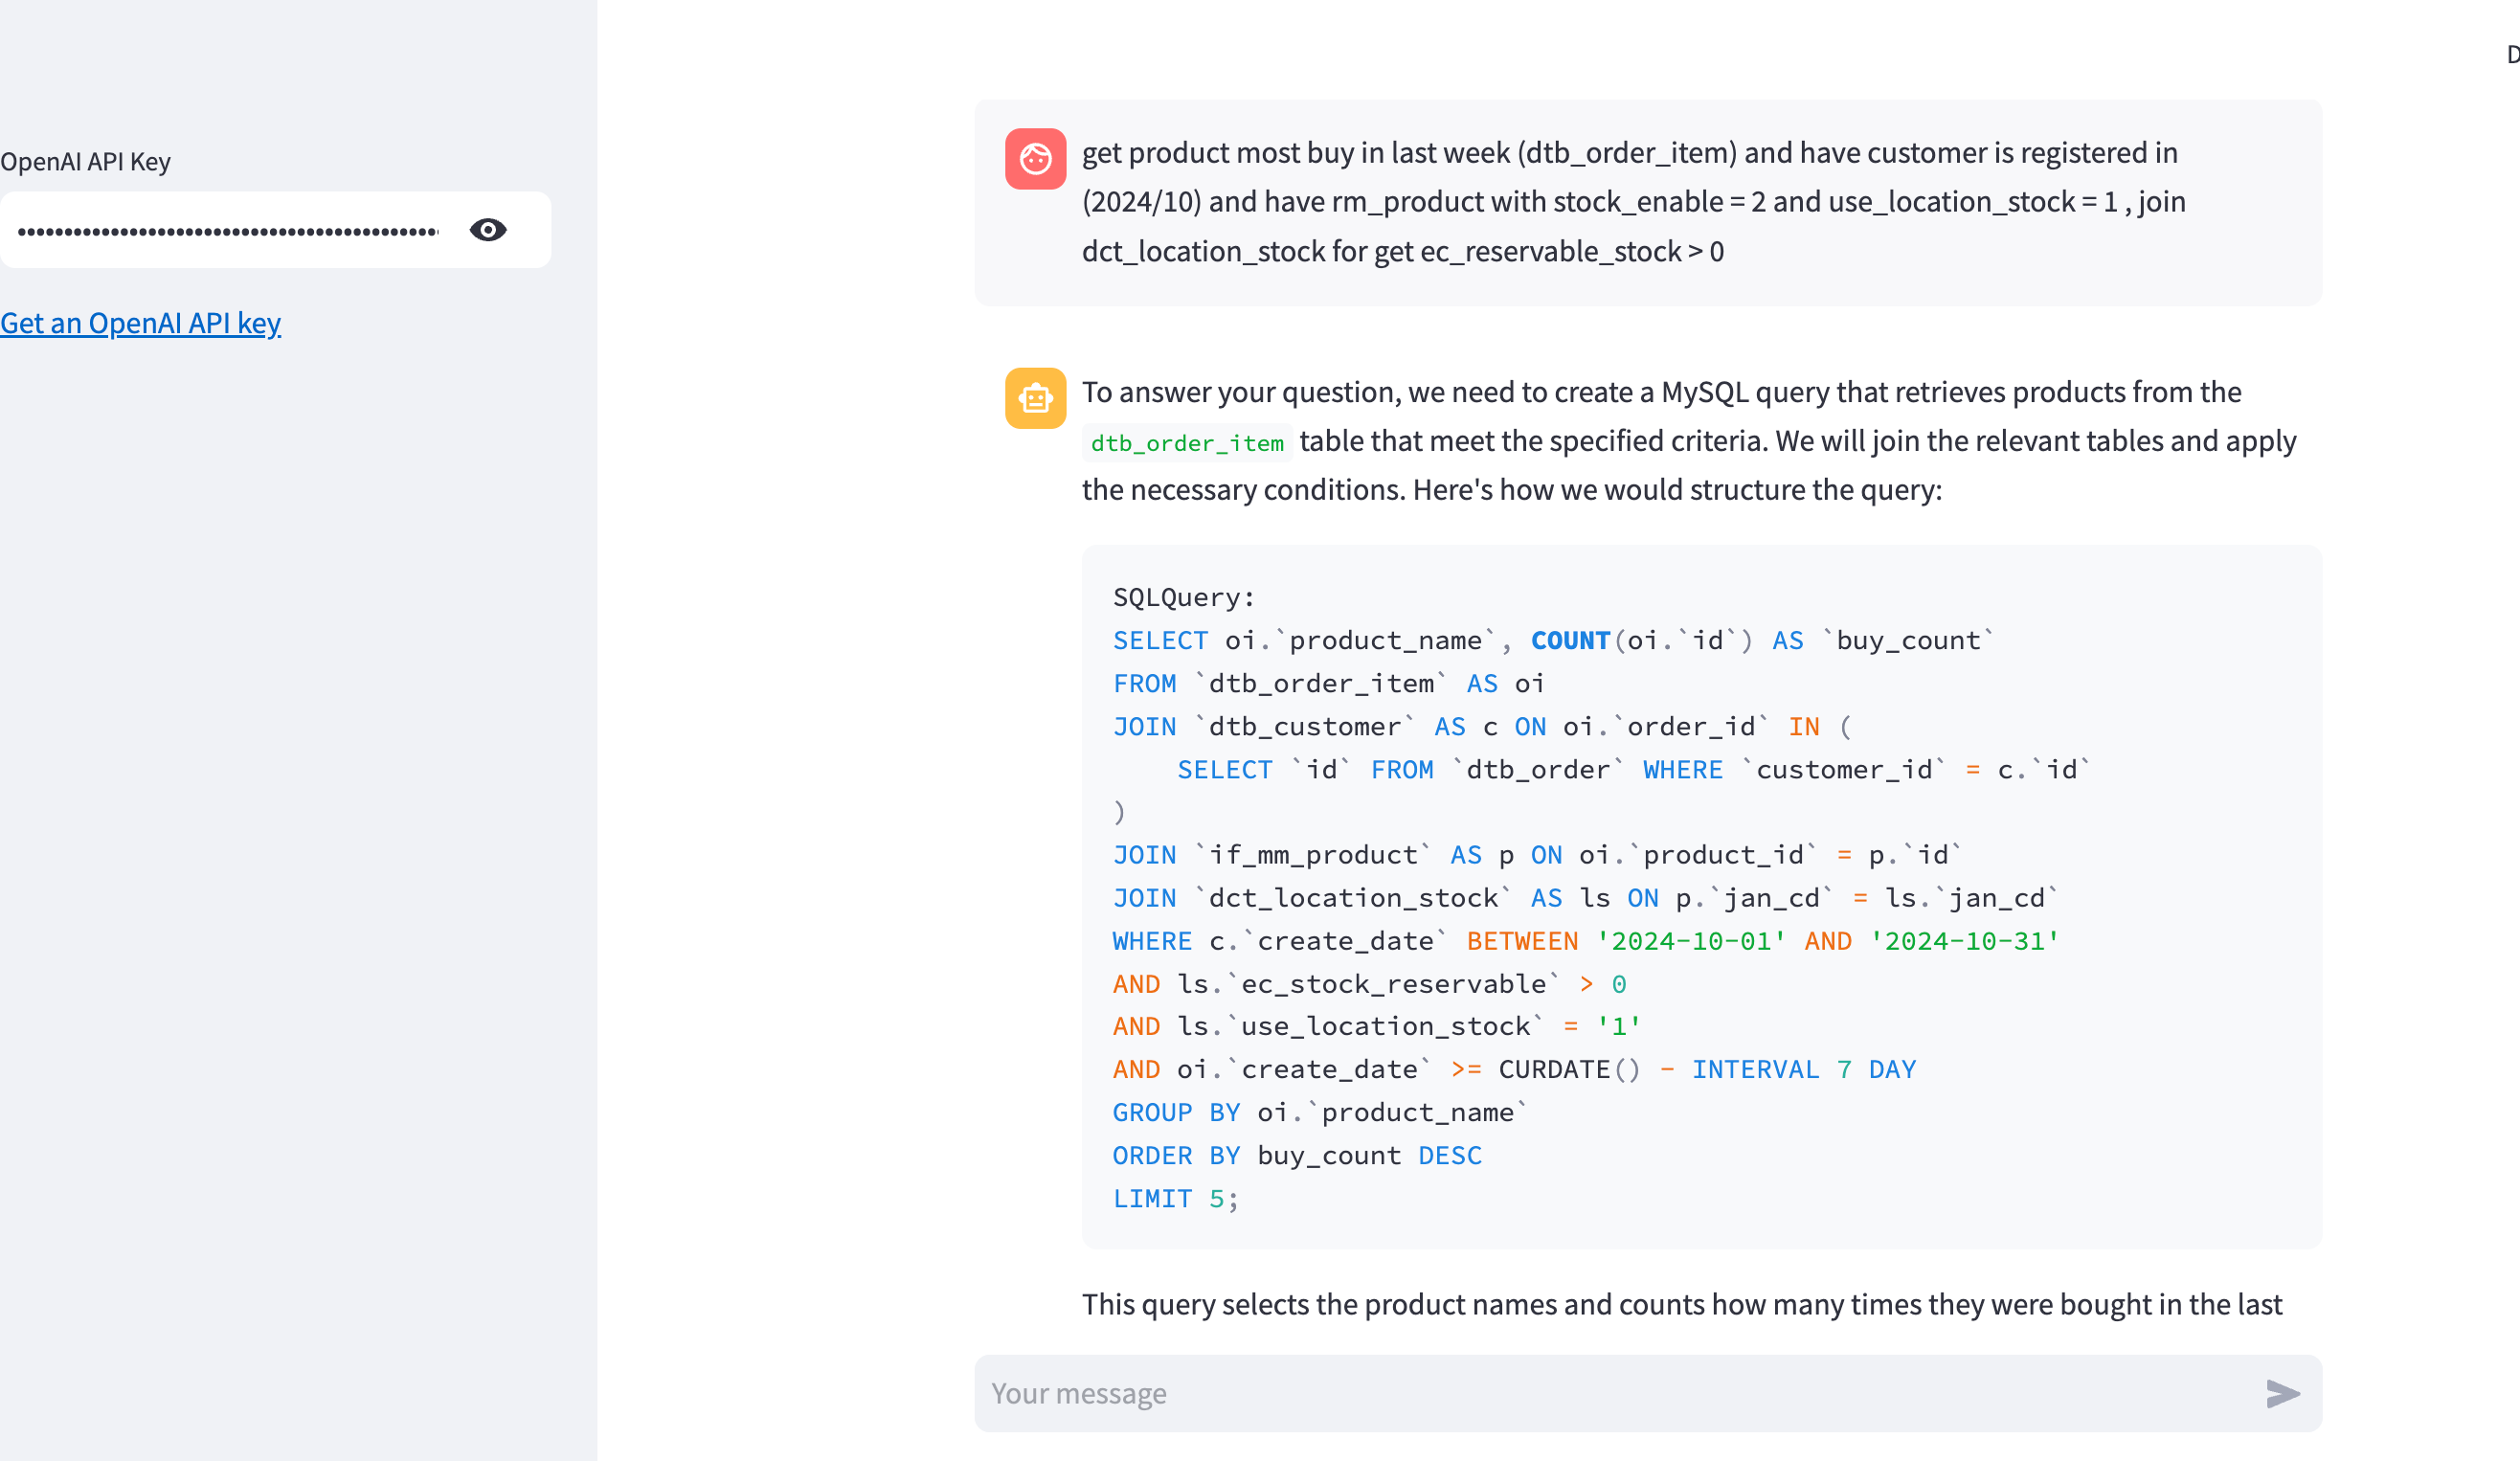 D
OpenAI API Key
Get an OpenAI API key
get product most buy in last week (dtb_order_item) and have customer is registered in
(2024/10) and have rm_product with stock_enable = 2 and use_location_stock = 1 , join
dct_location_stock for get ec_reservable_stock > 0
To answer your question, we need to create a MySQL query that retrieves products from the
dtb_order_item table that meet the specified criteria. We will join the relevant tables and apply
the necessary conditions. Here's how we would structure the query:
SQLQuery:
SELECT oi.`product_name`, COUNT(oi.`id`) AS `buy_count`
FROM `dtb_order_item` AS oi
JOIN `dtb_customer` AS c ON oi.`order_id` IN (
    SELECT `id` FROM `dtb_order` WHERE `customer_id` = c.`id`
)
JOIN `if_mm_product` AS p ON oi.`product_id` = p.`id`
JOIN `dct_location_stock` AS ls ON p.`jan_cd` = ls.`jan_cd`
WHERE c.`create_date` BETWEEN '2024-10-01' AND '2024-10-31'
AND ls.`ec_stock_reservable` > 0
AND ls.`use_location_stock` = '1'
AND oi.`create_date` >= CURDATE() - INTERVAL 7 DAY
GROUP BY oi.`product_name`
ORDER BY buy_count DESC
LIMIT 5;
This query selects the product names and counts how many times they were bought in the last
Your message